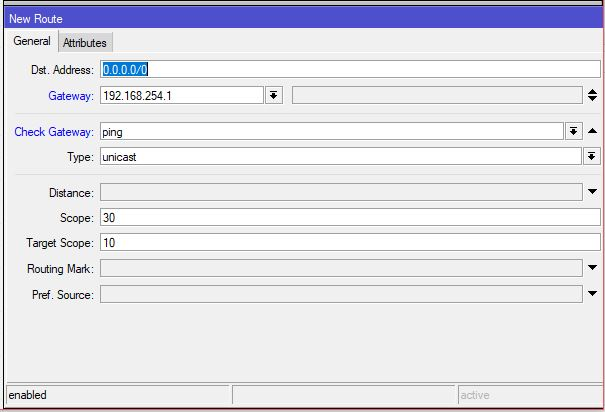 New Route
General Attributes
Dst. Address: 0.0.0.0/0
Gateway: 192.168.254.1
Check Gateway: ping
Type: unicast
Distance:
Scope: 30
Target Scope: 10
Routing Mark:
Pref. Source:
enabled active